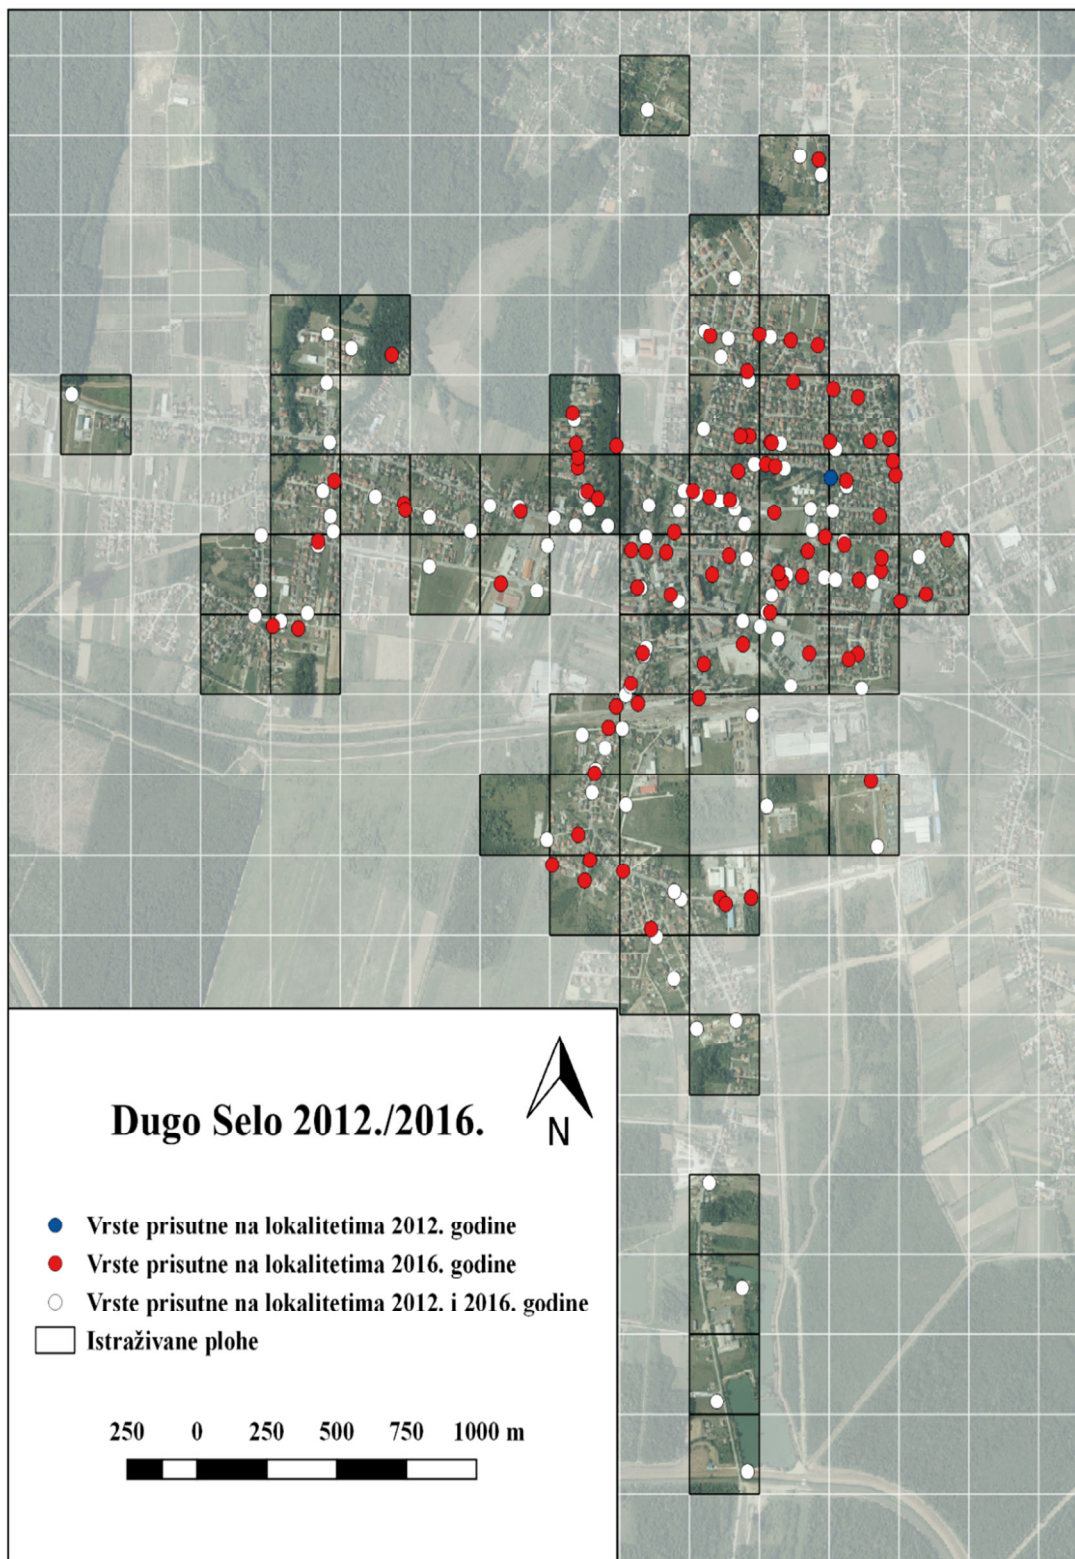 N
Dugo Selo 2012./2016.
Vrste prisutne na lokalitetima 2012. godine
Vrste prisutne na lokalitetima 2016. godine
Vrste prisutne na lokalitetima 2012. i 2016. godine
Istraživane plohe
250 0 250 500 750 1000 m